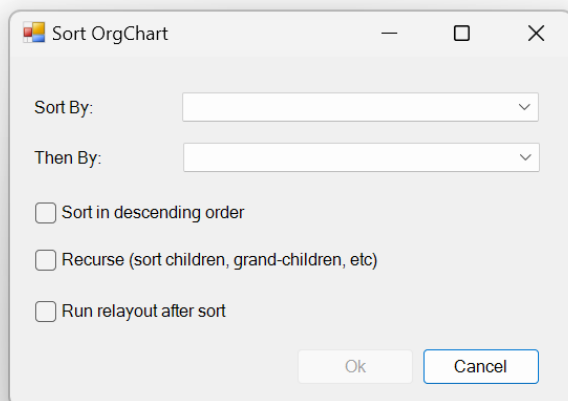 Sort OrgChart
Sort By:
Then By:
Sort in descending order
Recurse (sort children, grand-children, etc)
Run relayout after sort
Ok Cancel